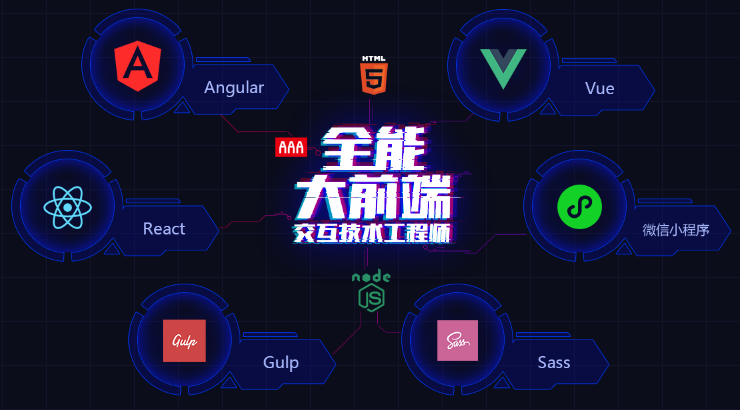 Angular
HTML
5
Vue
AAA
全能
大前端
交互技术工程师
React
微信小程序
node
JS
Gulp
Gulp
Sass
Sass